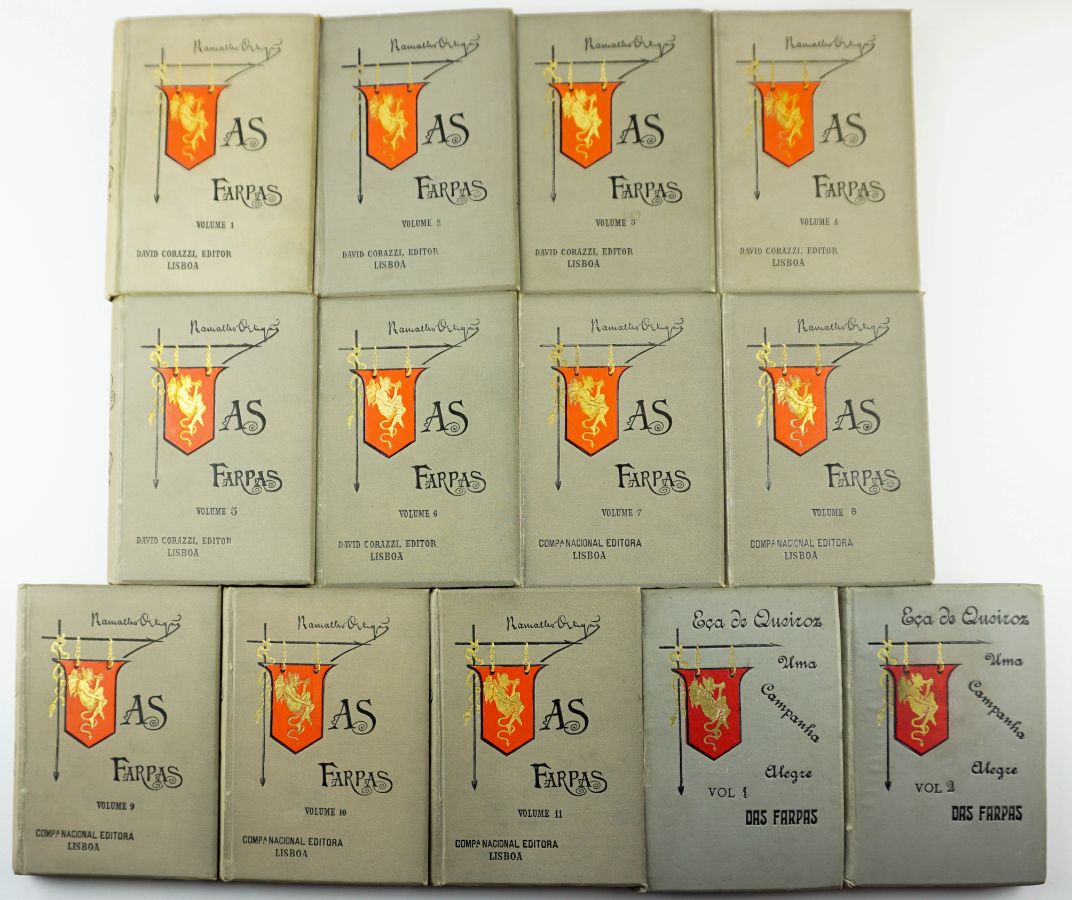 Ramalho Ortigão
AS
FARPAS
VOLUME 1
DAVID CORAZZI, EDITOR
LISBOA
Ramalho Ortigão
AS
FARPAS
VOLUME 2
DAVID CORAZZI, EDITOR
LISBOA
Ramalho Ortigão
AS
FARPAS
VOLUME 3
DAVID CORAZZI, EDITOR
LISBOA
Ramalho Ortigão
AS
FARPAS
VOLUME 4
DAVID CORAZZI, EDITOR
LISBOA
Ramalho Ortigão
AS
FARPAS
VOLUME 5
DAVID CORAZZI, EDITOR
LISBOA
Ramalho Ortigão
AS
FARPAS
VOLUME 6
DAVID CORAZZI, EDITOR
LISBOA
Ramalho Ortigão
AS
FARPAS
VOLUME 7
COMPA NACIONAL EDITORA
LISBOA
Ramalho Ortigão
AS
FARPAS
VOLUME 8
COMPA NACIONAL EDITORA
LISBOA
Ramalho Ortigão
AS
FARPAS
VOLUME 9
COMPA NACIONAL EDITORA
LISBOA
Ramalho Ortigão
AS
FARPAS
VOLUME 10
COMPA NACIONAL EDITORA
LISBOA
Ramalho Ortigão
AS
FARPAS
VOLUME 11
COMPA NACIONAL EDITORA
LISBOA
Eça de Queiroz
Uma
Campanha
Alegre
VOL 1
DAS FARPAS
Eça de Queiroz
Uma
Campanha
Alegre
VOL 2
DAS FARPAS